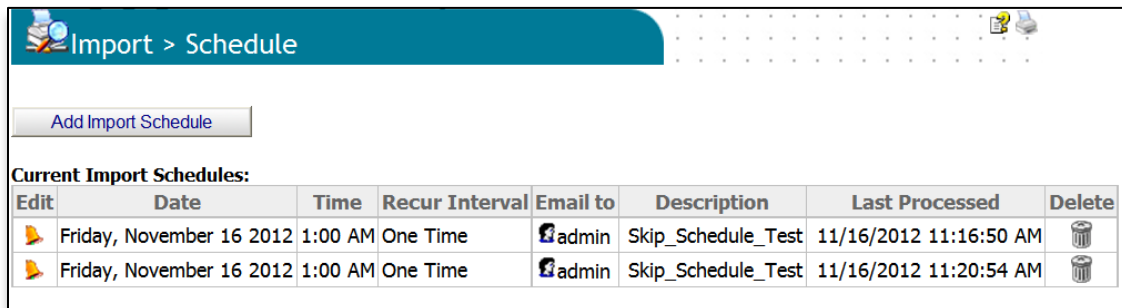 Import > Schedule
Add Import Schedule
Current Import Schedules:
Edit Date Time Recur Interval Email to Description Last Processed Delete
Friday, November 16 2012 1:00 AM One Time admin Skip_Schedule_Test 11/16/2012 11:16:50 AM
Friday, November 16 2012 1:00 AM One Time admin Skip_Schedule_Test 11/16/2012 11:20:54 AM